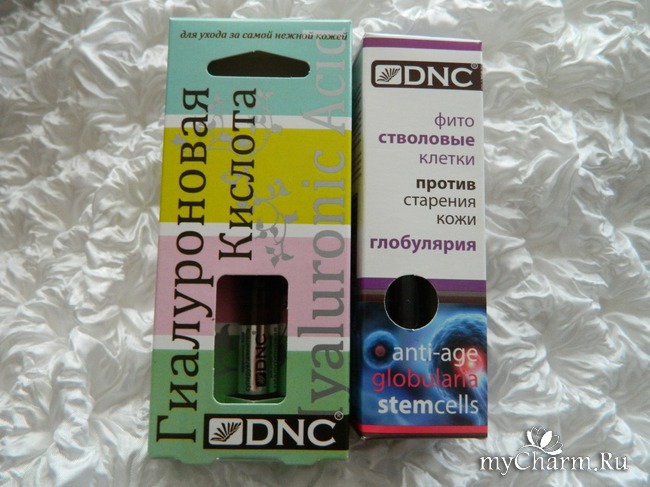 для ухода за самой нежной кожей
Гиалуроновая
Кислота
Hyaluronic Acid
DNC
DNC®
DNC®
фито
стволовые
клетки
против
старения
кожи
глобулярия
anti-age
globularia
stemcells
myCharm.Ru